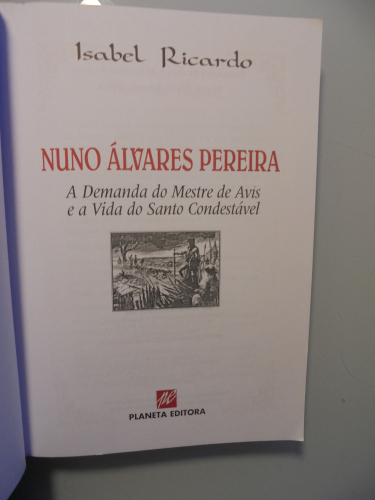 Isabel Ricardo
NUNO ÁLVARES PEREIRA
A Demanda do Mestre de Avis
e a Vida do Santo Condestável
PLANETA EDITORA